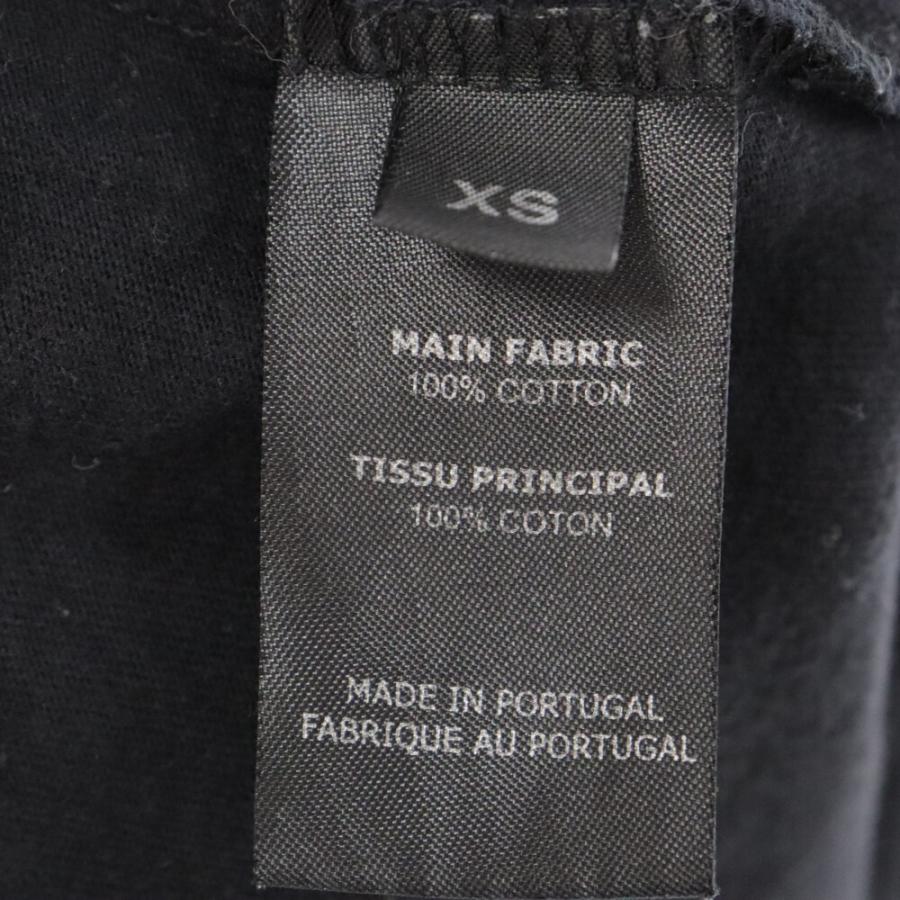 XS
MAIN FABRIC
100% COTTON
TISSU PRINCIPAL
100% COTON
MADE IN PORTUGAL
FABRIQUE AU PORTUGAL